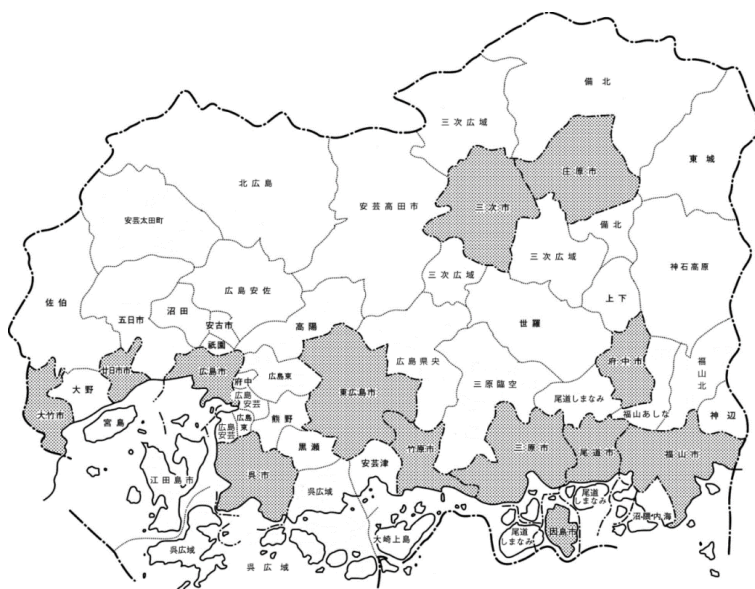 備北
三次広域
庄原市
東城
北広島
安芸高田市
三次市
安芸太田町
備北
三次広域
神石高原
三次広域
広島安佐
佐伯
上下
沼田
五日市
安古市
高陽
世羅
祇園
広島県央
府中市
廿日市市
広島市
広島東
福山北
大野
東広島市
三原臨空
府中
広島安芸
尾道しまなみ
大竹市
福山あしな
神辺
宮島
熊野
広島東
広島安芸
黒瀬
竹原市
三原市
尾道市
福山市
安芸津
江田島市
呉市
呉広域
尾道
しまなみ
沼隈内海
因島市
尾道
しまなみ
大崎上島
呉広域
呉広域